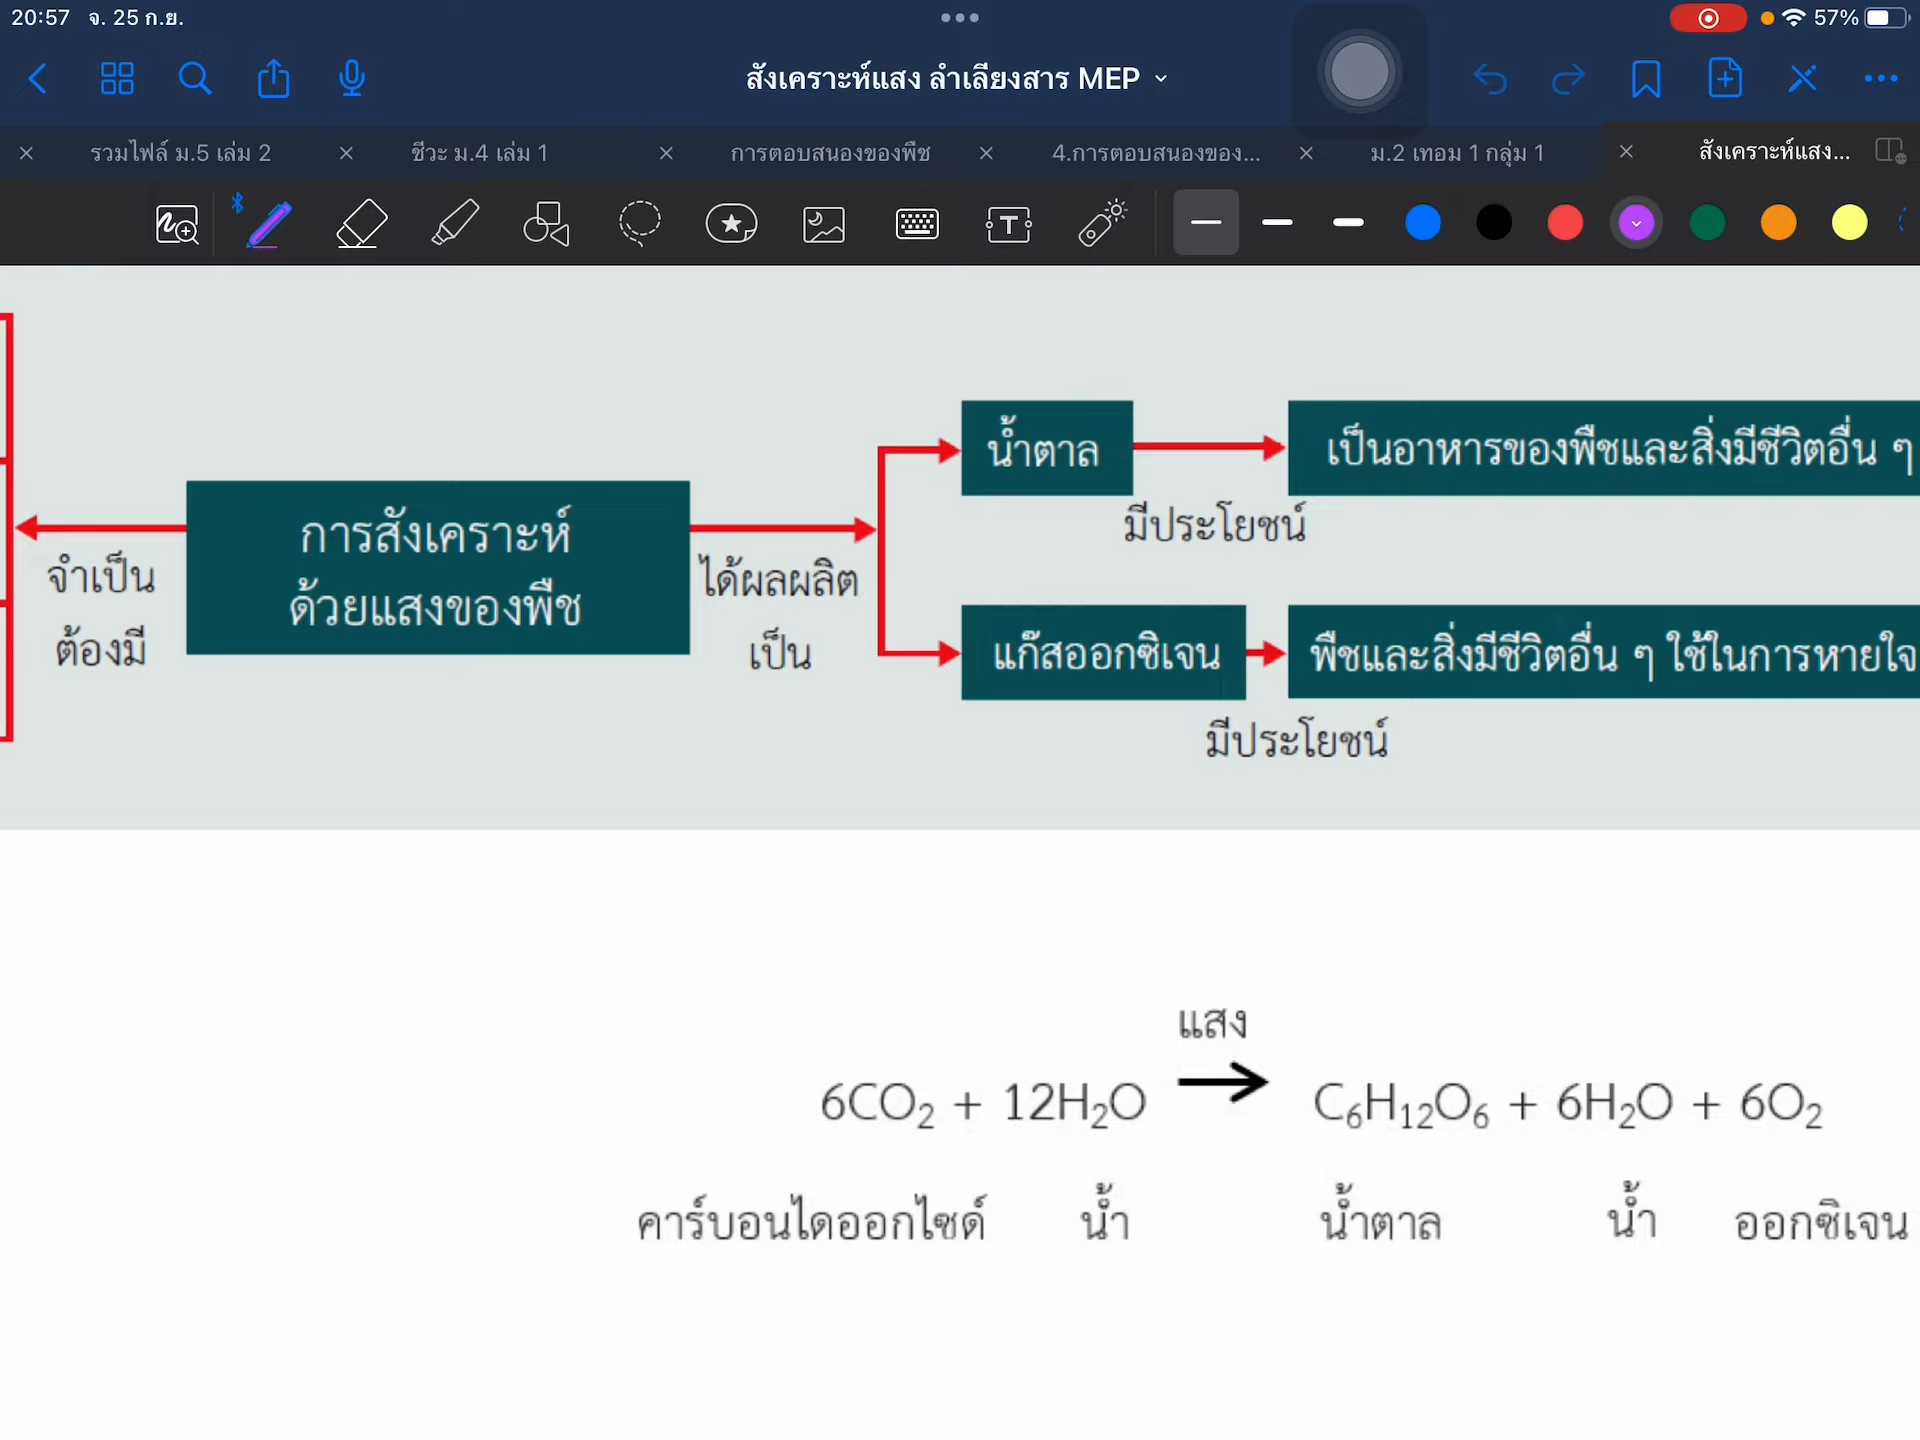 20:57 จ. 25 ก.ย.
57%
สังเคราะห์แสง ลำเลียงสาร MEP
รวมไฟล์ ม.5 เล่ม 2
ชีวะ ม.4 เล่ม 1
การตอบสนองของพืช
4.การตอบสนองของ...
ม.2 เทอม 1 กลุ่ม 1
สังเคราะห์แสง...
จำเป็น
ต้องมี
การสังเคราะห์
ด้วยแสงของพืช
ได้ผลผลิต
เป็น
น้ำตาล
มีประโยชน์
เป็นอาหารของพืชและสิ่งมีชีวิตอื่น ๆ
แก๊สออกซิเจน
มีประโยชน์
พืชและสิ่งมีชีวิตอื่น ๆ ใช้ในการหายใจ
แสง
6CO₂ + 12H₂O → C₆H₁₂O₆ + 6H₂O + 6O₂
คาร์บอนไดออกไซด์ น้ำ น้ำตาล น้ำ ออกซิเจน